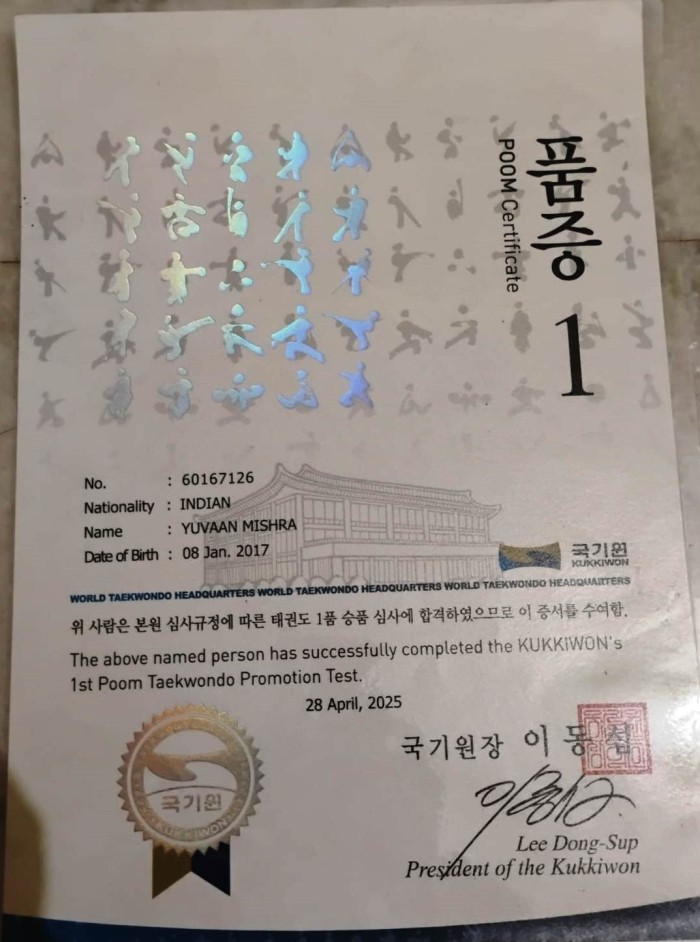 품증
POOM Certificate
1
No. : 60167126
Nationality : INDIAN
Name : YUVAAN MISHRA
Date of Birth : 08 Jan. 2017
국기원
KUKKIWON
WORLD TAEKWONDO HEADQUARTERS WORLD TAEKWONDO HEADQUARTERS WORLD TAEKWONDO HEADQUARTERS
위 사람은 본원 심사규정에 따른 태권도 1품 승품 심사에 합격하였으므로 이 증서를 수여함.
The above named person has successfully completed the KUKKIWON's
1st Poom Taekwondo Promotion Test.
28 April, 2025
국기원장 이동섭
국기원
KUKKIWON
Lee Dong-Sup
President of the Kukkiwon